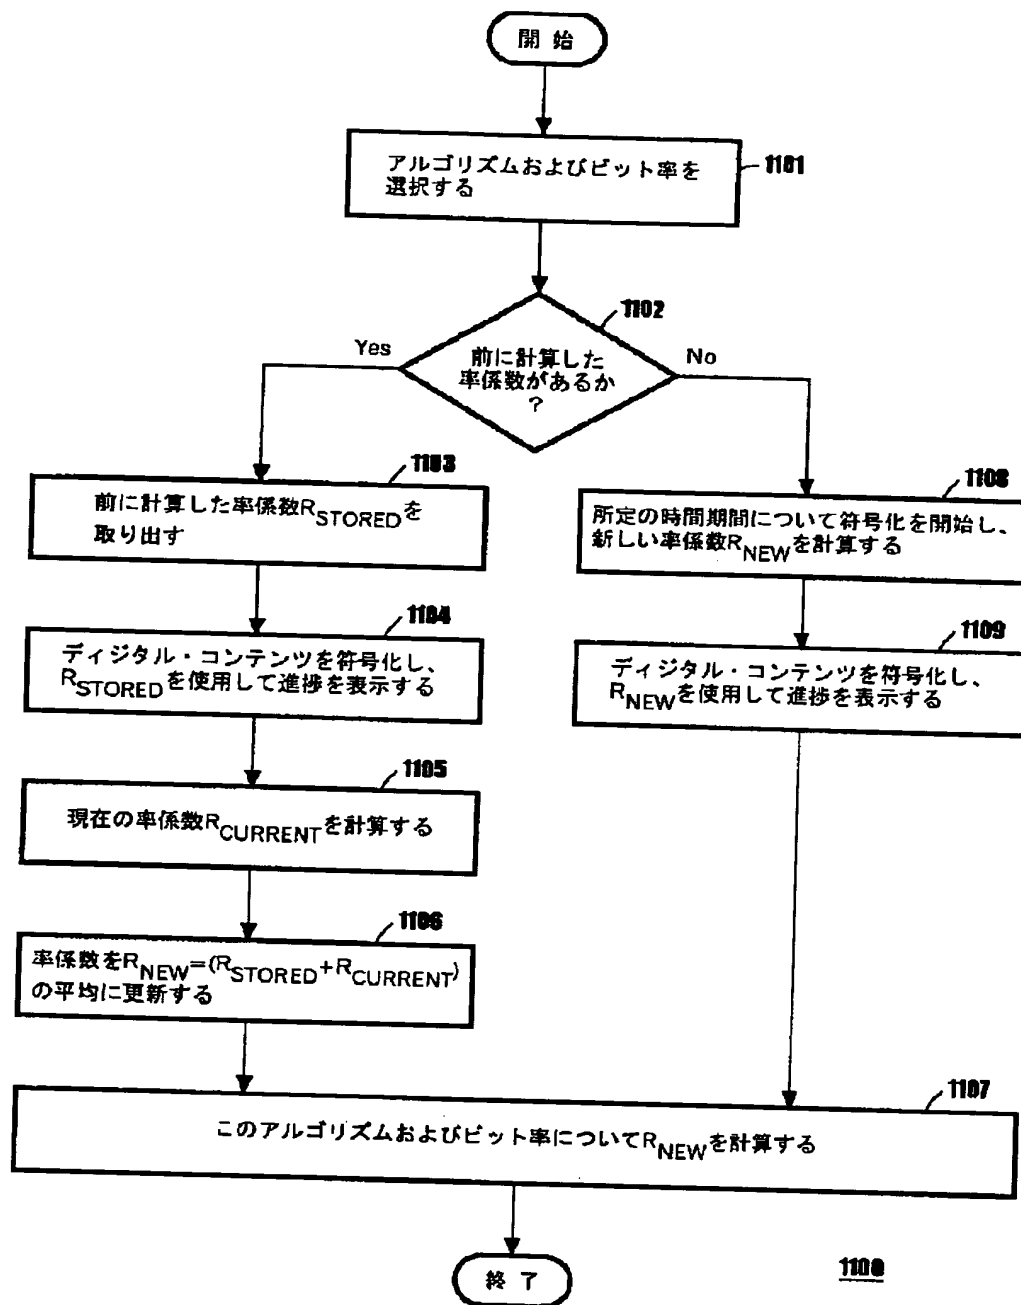 開始
アルゴリズムおよびビット率を
選択する
1101
1102
前に計算した
率係数があるか
?
Yes
No
1103
前に計算した率係数RSTOREDを
取り出す
1108
所定の時間期間について符号化を開始し、
新しい率係数RNEWを計算する
1104
ディジタル・コンテンツを符号化し、
RSTOREDを使用して進捗を表示する
1109
ディジタル・コンテンツを符号化し、
RNEWを使用して進捗を表示する
1105
現在の率係数RCURRENTを計算する
1106
率係数をRNEW=(RSTORED+RCURRENT)
の平均に更新する
1107
このアルゴリズムおよびビット率についてRNEWを計算する
終了
1100